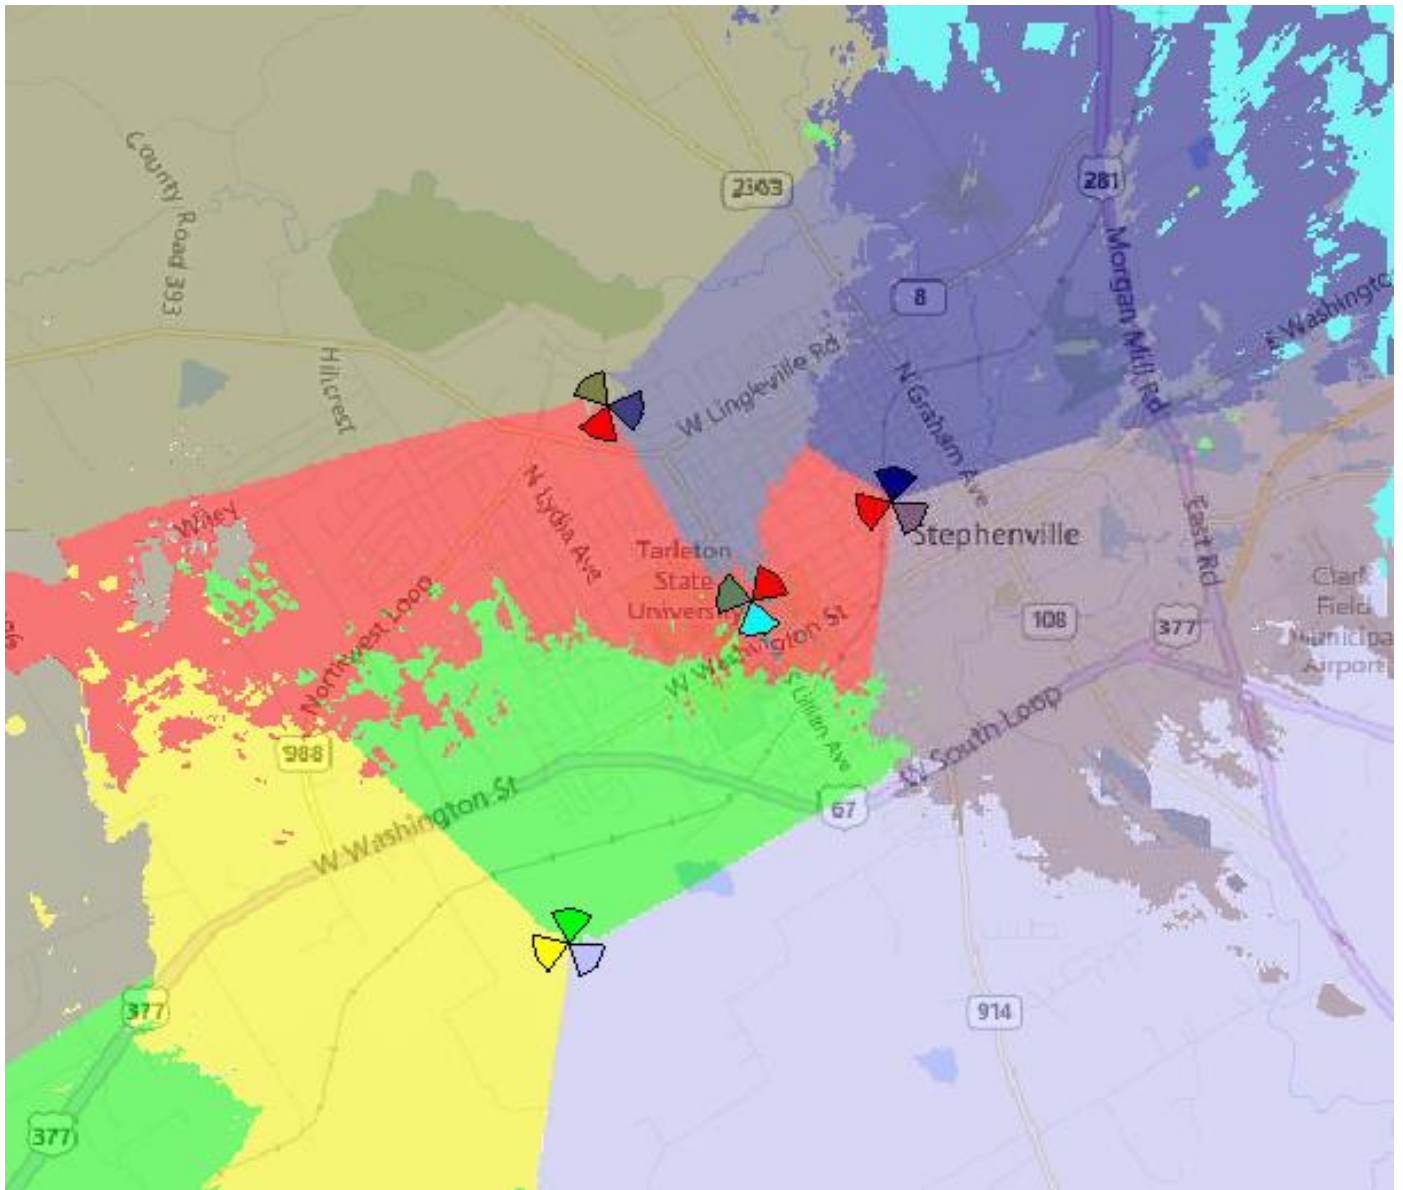 County Road 393
2303
281
Morgan Mill Rd
8
E Washington
Hillcrest
W Lingleville Rd
N Graham Ave
N Lydia Ave
Wiley
Stephenville
East Rd
Tarleton
State
University
Clark
Field
Municipal
Airport
108
377
W Washington St
Northwest Loop
S Lillian Ave
W South Loop
988
67
W Washington St
377
914
377